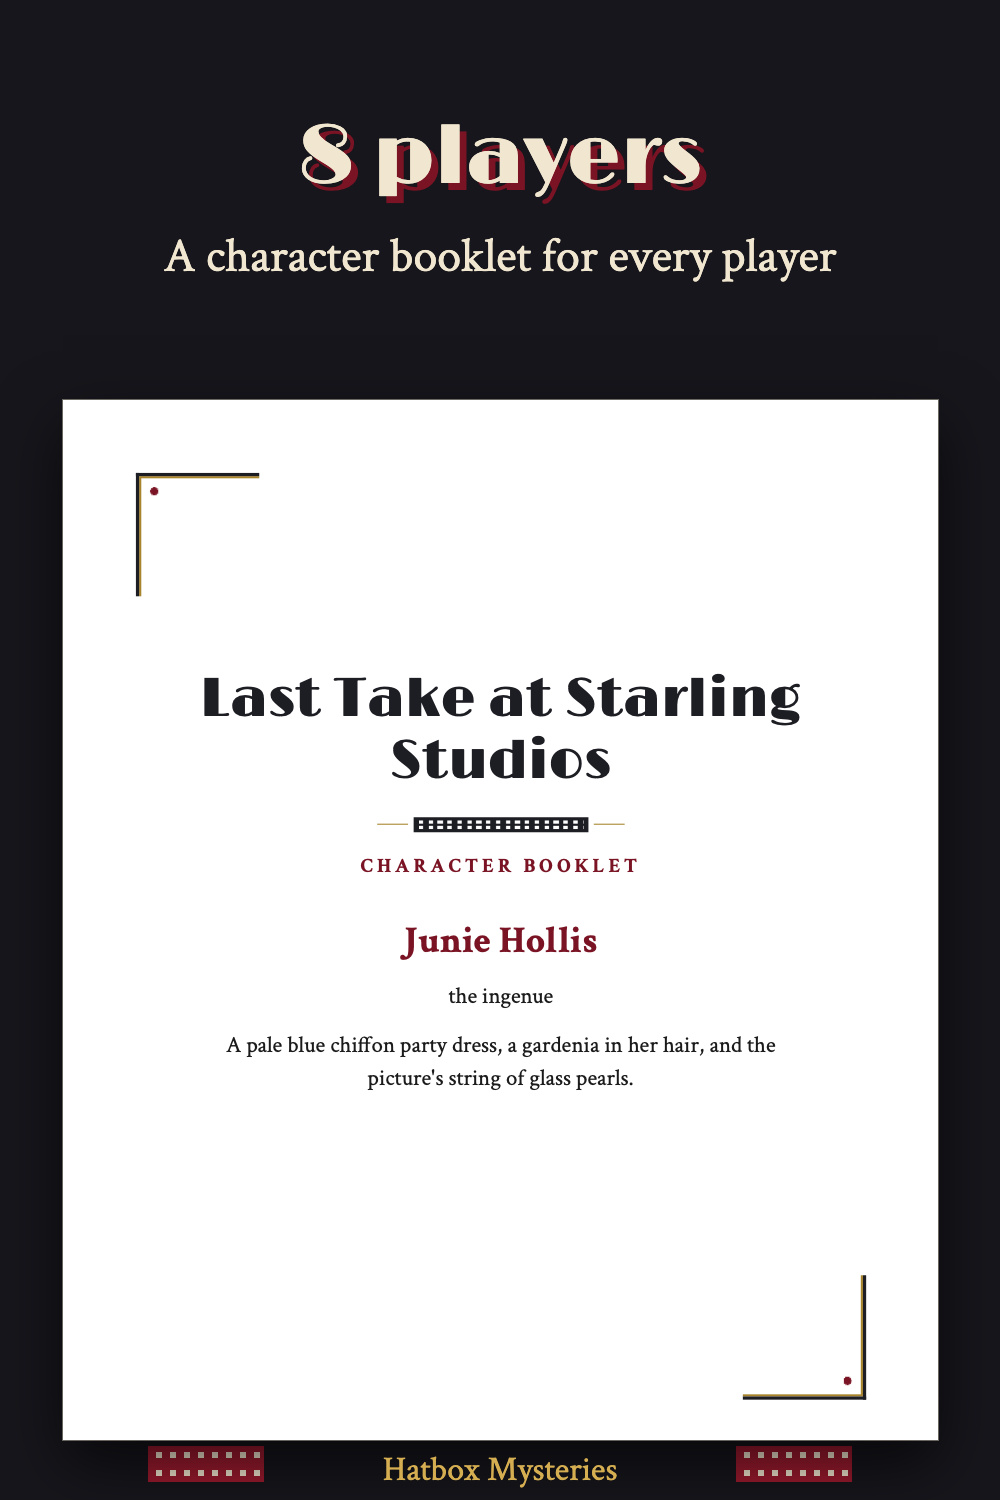 8 players
A character booklet for every player
Last Take at Starling
Studios
CHARACTER BOOKLET
Junie Hollis
the ingenue
A pale blue chiffon party dress, a gardenia in her hair, and the
picture's string of glass pearls.
Hatbox Mysteries